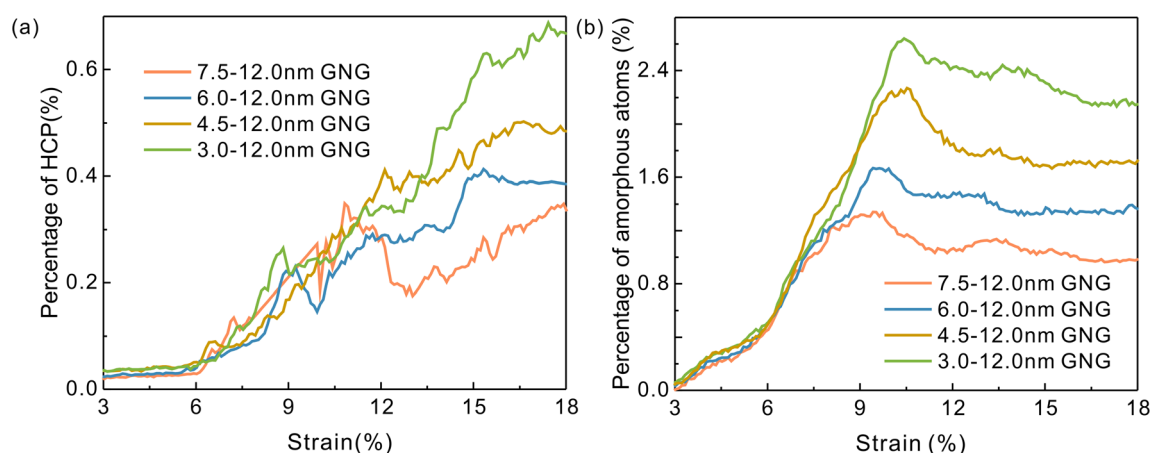 (a)
Percentage of HCP(%)
0.6
0.4
0.2
0.0
7.5-12.0nm GNG
6.0-12.0nm GNG
4.5-12.0nm GNG
3.0-12.0nm GNG
3 6 9 12 15 18
Strain(%)
(b)
Percentage of amorphous atoms (%)
2.4
1.6
0.8
0.0
7.5-12.0nm GNG
6.0-12.0nm GNG
4.5-12.0nm GNG
3.0-12.0nm GNG
3 6 9 12 15 18
Strain (%)